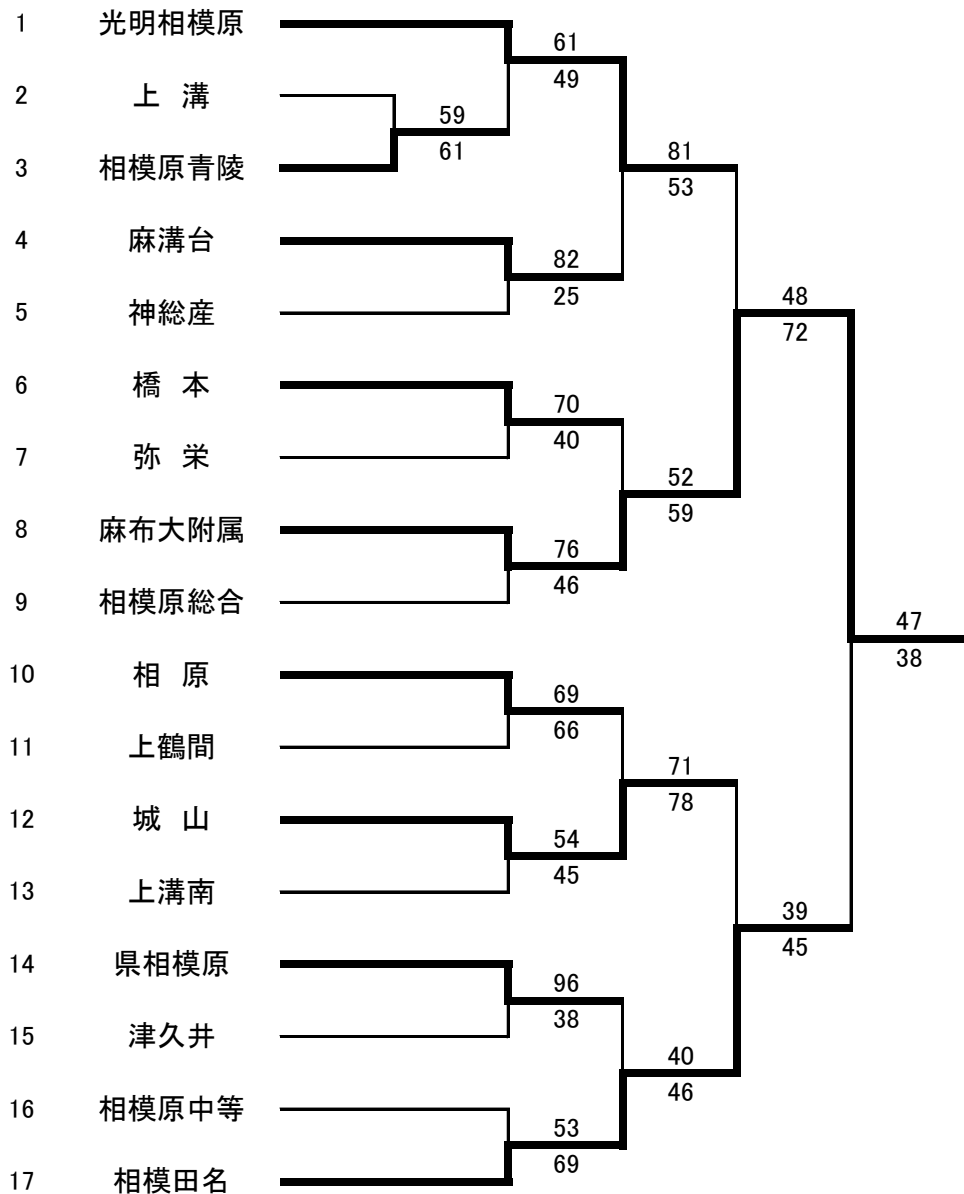 1 光明相模原
61
49
2 上 溝
59
61
3 相模原青陵
81
53
4 麻溝台
82
25
5 神総産
48
72
6 橋 本
70
40
7 弥 栄
52
59
8 麻布大附属
76
46
9 相模原総合
47
38
10 相 原
69
66
11 上鶴間
71
78
12 城 山
54
45
13 上溝南
39
45
14 県相模原
96
38
15 津久井
40
46
16 相模原中等
53
69
17 相模田名